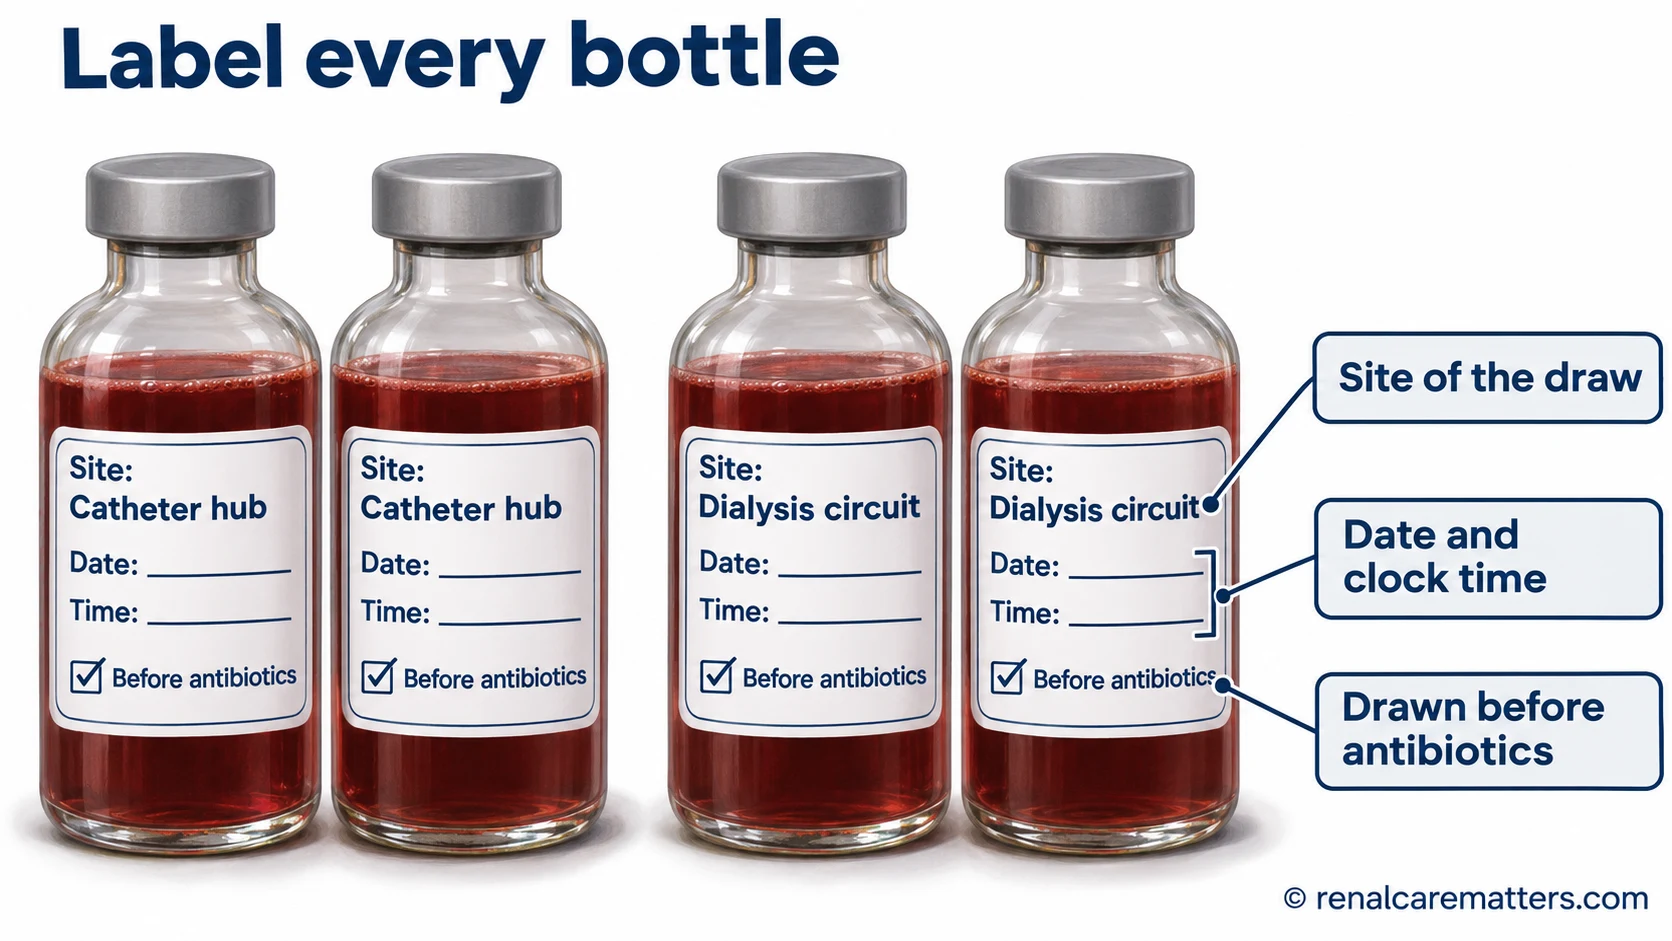 Label every bottle
Site:
Catheter hub
Date:
Time:
Before antibiotics
Site:
Catheter hub
Date:
Time:
Before antibiotics
Site:
Dialysis circuit
Date:
Time:
Before antibiotics
Site:
Dialysis circuit
Date:
Time:
Before antibiotics
Site of the draw
Date and
clock time
Drawn before
antibiotics
© renalcarematters.com